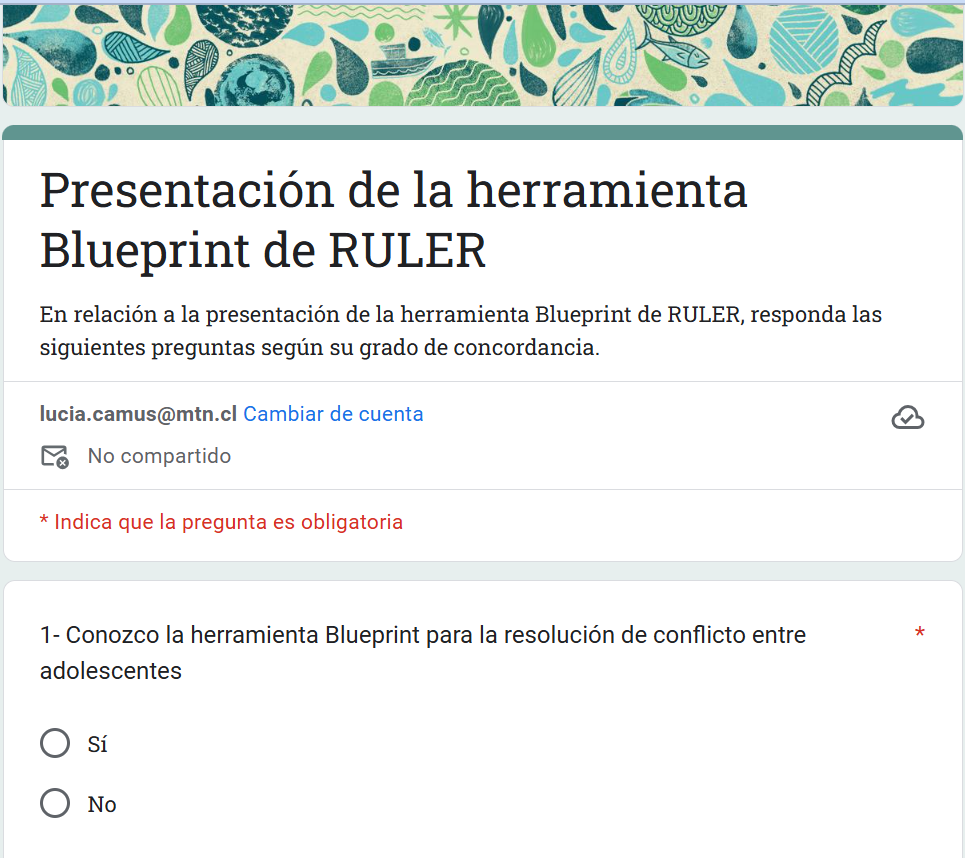 Presentación de la herramienta
Blueprint de RULER
En relación a la presentación de la herramienta Blueprint de RULER, responda las
siguientes preguntas según su grado de concordancia.
lucia.camus@mtn.cl Cambiar de cuenta
No compartido
* Indica que la pregunta es obligatoria
1- Conozco la herramienta Blueprint para la resolución de conflicto entre *
adolescentes
Sí
No